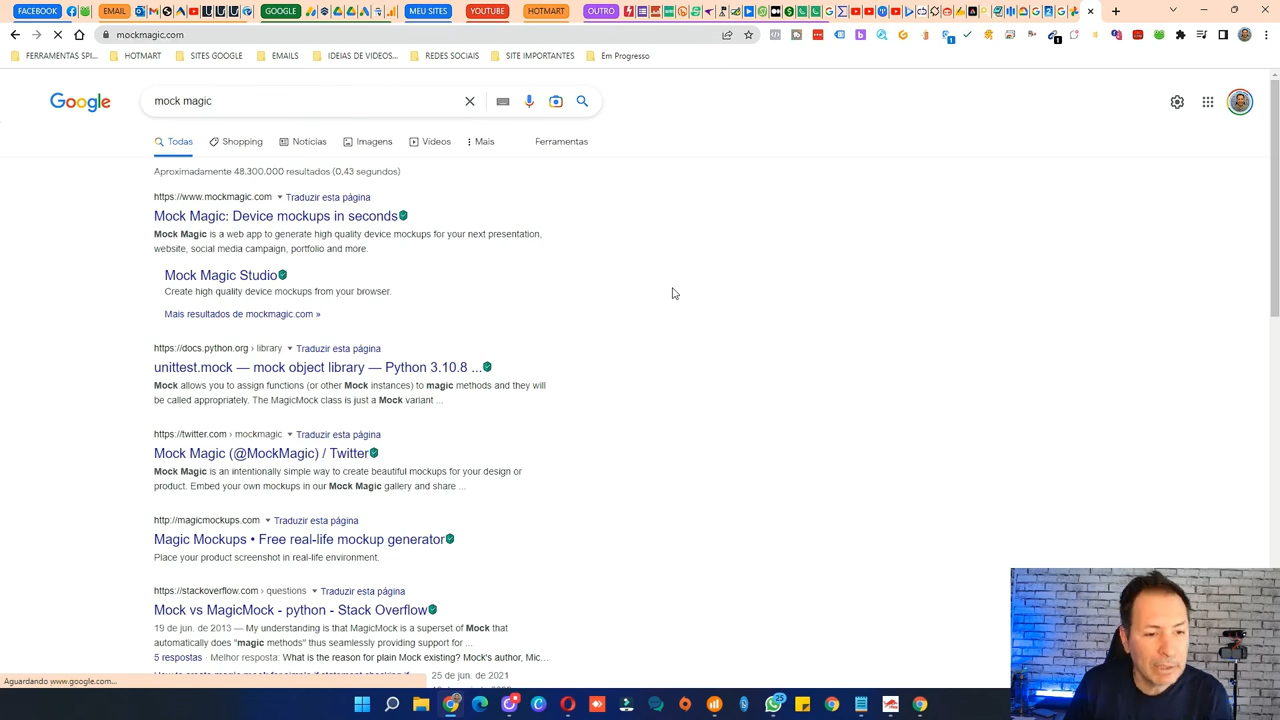 FACEBOOK EMAIL GOOGLE MEU SITES YOUTUBE HOTMART OUTRO
mockmagic.com
FERRAMENTAS SPI... HOTMART SITES GOOGLE EMAILS IDEIAS DE VIDEOS... REDES SOCIAIS SITE IMPORTANTES Em Progresso
Google mock magic
Todas Shopping Notícias Imagens Vídeos Mais Ferramentas
Aproximadamente 48.300.000 resultados (0,43 segundos)
https://www.mockmagic.com Traduzir esta página
Mock Magic: Device mockups in seconds
Mock Magic is a web app to generate high quality device mockups for your next presentation,
website, social media campaign, portfolio and more.
Mock Magic Studio
Create high quality device mockups from your browser.
Mais resultados de mockmagic.com »
https://docs.python.org › library Traduzir esta página
unittest.mock — mock object library — Python 3.10.8 ...
Mock allows you to assign functions (or other Mock instances) to magic methods and they will
be called appropriately. The MagicMock class is just a Mock variant ...
https://twitter.com › mockmagic Traduzir esta página
Mock Magic (@MockMagic) / Twitter
Mock Magic is an intentionally simple way to create beautiful mockups for your design or
product. Embed your own mockups in our Mock Magic gallery and share ...
http://magicmockups.com Traduzir esta página
Magic Mockups • Free real-life mockup generator
Place your product screenshot in real-life environment.
https://stackoverflow.com › questions Traduzir esta página
Mock vs MagicMock - python - Stack Overflow
19 de jun. de 2013 — My understanding is that MagicMock is a superset of Mock that
automatically does "magic methods" thus seamlessly providing support for ...
5 respostas · Melhor resposta: What is the reason for plain Mock existing? Mock's author, Mic...
25 de jun. de 2021
Aguardando www.google.com...